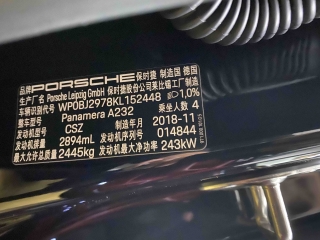 品牌 PORSCHE 保时捷 制造国 德国
生产厂名 Porsche Leipzig GmbH 保时捷股份公司莱比锡工厂制造
车辆识别代号 WP0BJ2978KL152448 1,0%
整车型号 Panamera A232 乘坐人数 4
发动机型号 CSZ 制造年月 2018-11
发动机排量 2894mL 发动机序列号 014844
最大允许总质量 2445kg 发动机最大净功率 243kW